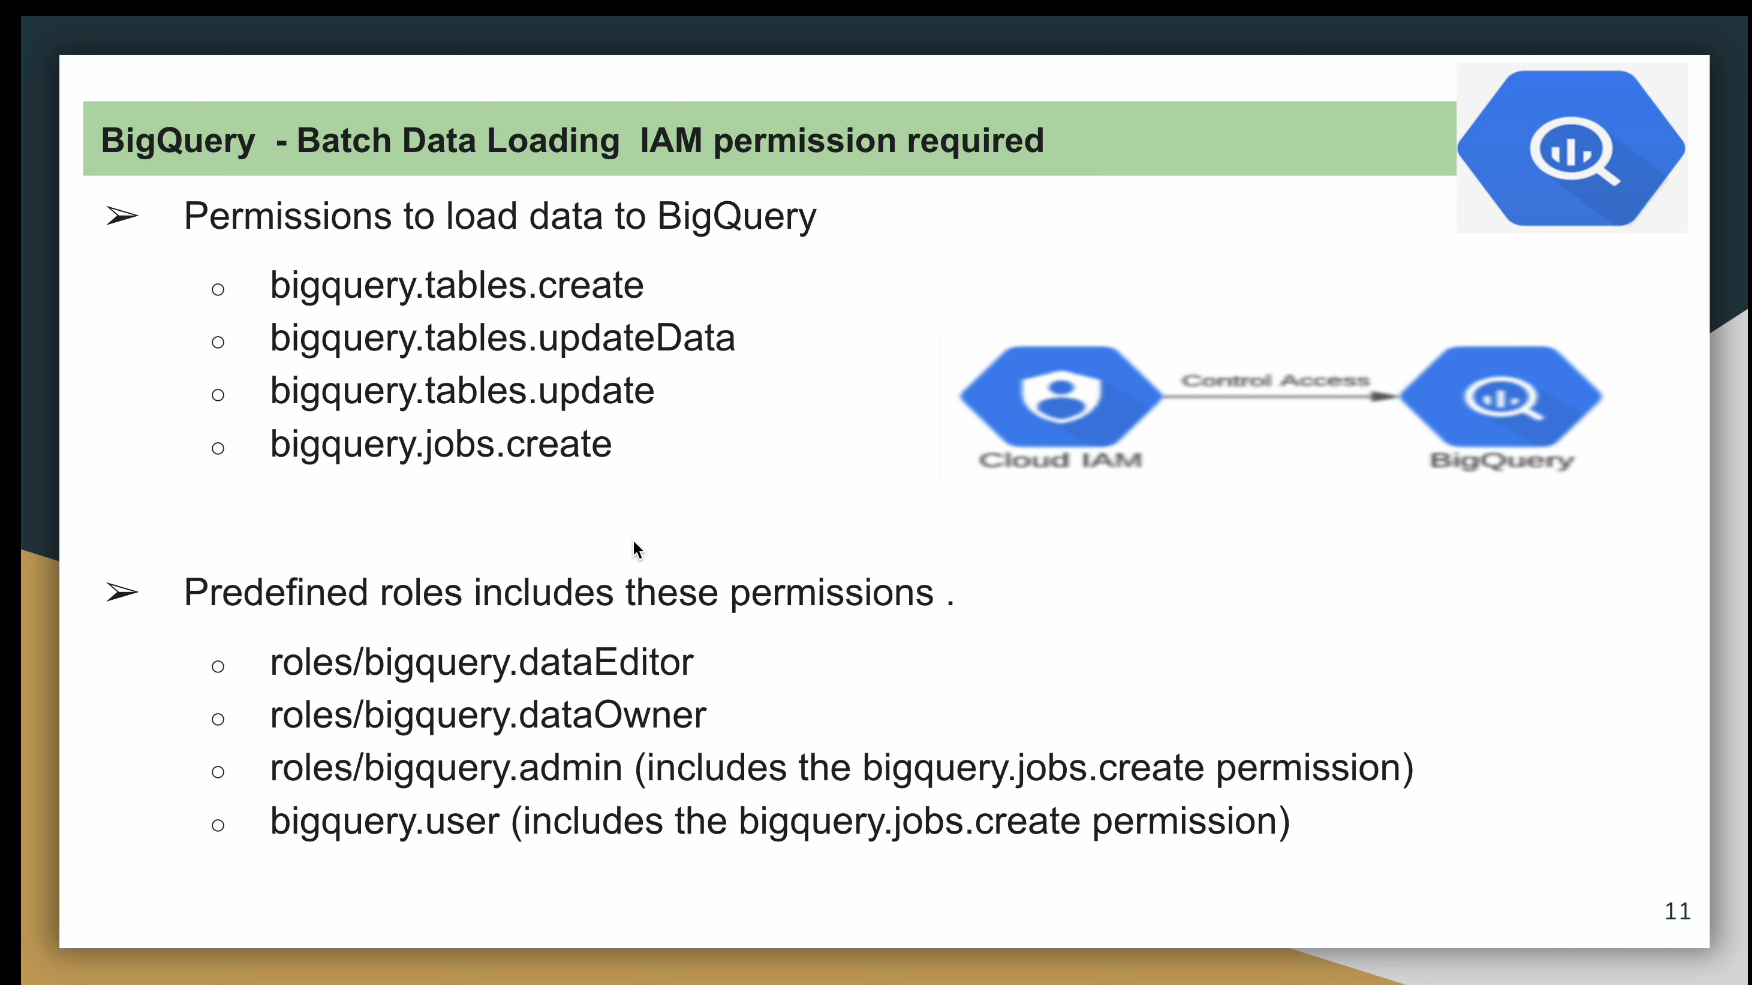 BigQuery - Batch Data Loading IAM permission required
➢ Permissions to load data to BigQuery
○ bigquery.tables.create
○ bigquery.tables.updateData
○ bigquery.tables.update
○ bigquery.jobs.create
Control Access
Cloud IAM
BigQuery
➢ Predefined roles includes these permissions .
○ roles/bigquery.dataEditor
○ roles/bigquery.dataOwner
○ roles/bigquery.admin (includes the bigquery.jobs.create permission)
○ bigquery.user (includes the bigquery.jobs.create permission)
11